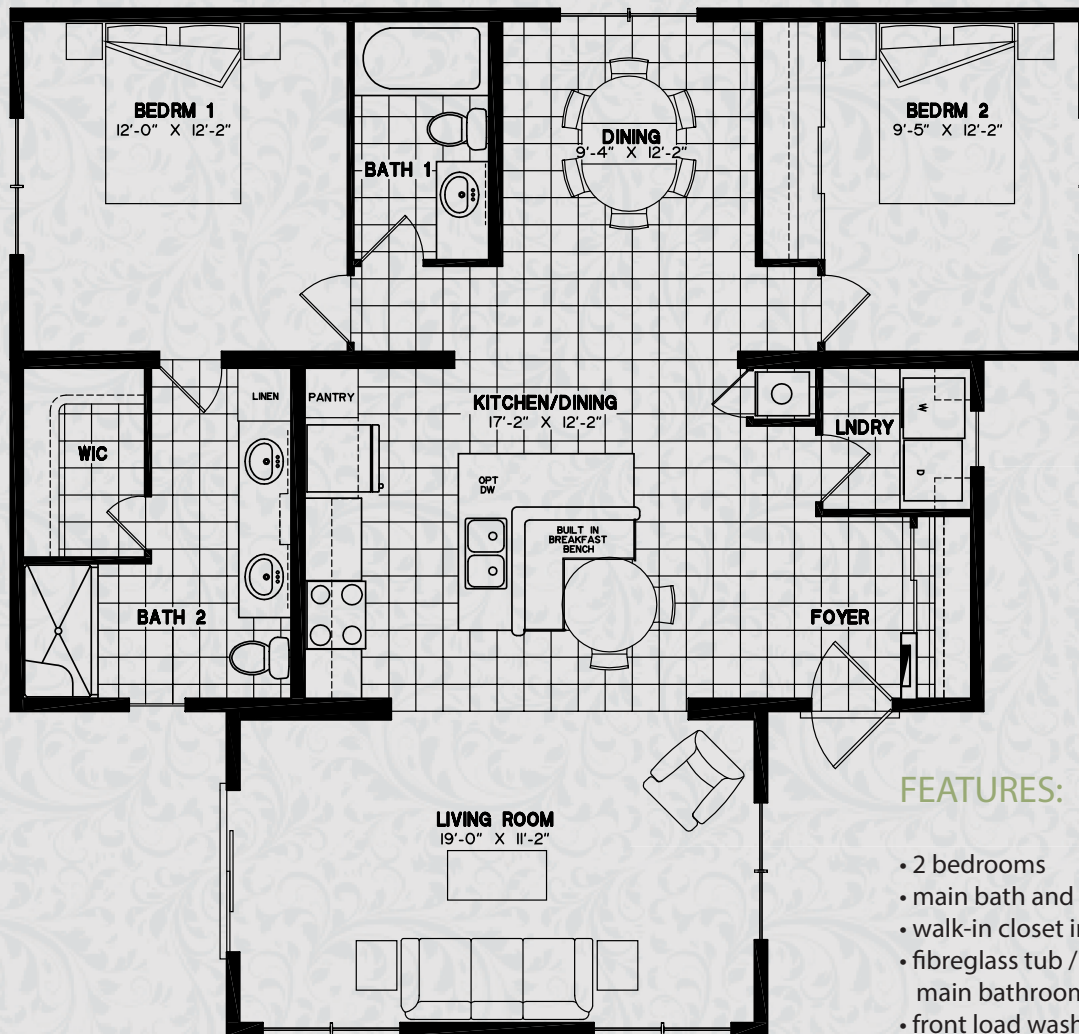 BEDRM 1
12'-0" X 12'-2"
BATH 1
DINING
9'-4" X 12'-2"
BEDRM 2
9'-5" X 12'-2"
LINEN
PANTRY
KITCHEN/DINING
17'-2" X 12'-2"
WIC
LNDRY
W
D
OPT
DW
BUILT IN
BREAKFAST
BENCH
BATH 2
FOYER
LIVING ROOM
19'-0" X 11'-2"
FEATURES:
• 2 bedrooms
• main bath and
• walk-in closet in
• fibreglass tub /
main bathroom
• front load wash